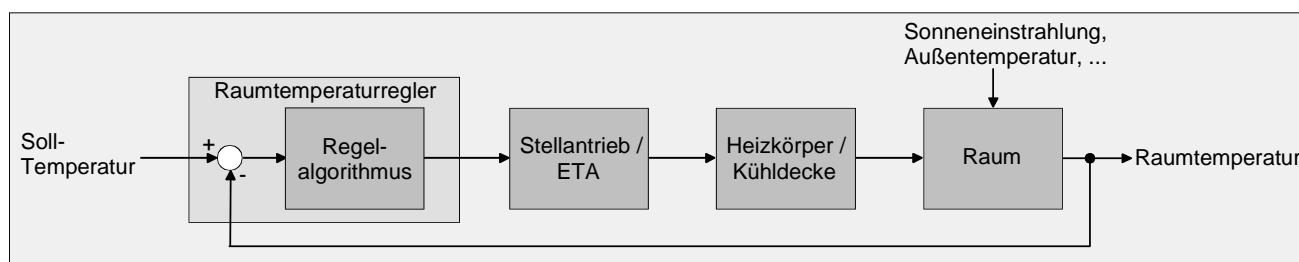 Sonneneinstrahlung,
Außentemperatur, ...
Raumtemperaturregler
Soll-
Temperatur
+
-
Regel-
algorithmus
Stellantrieb /
ETA
Heizkörper /
Kühldecke
Raum
Raumtemperatur